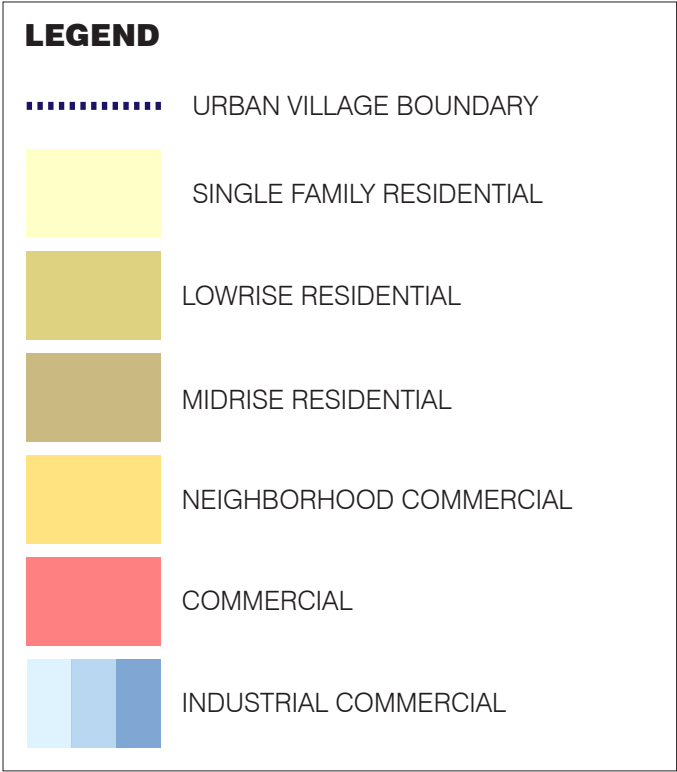 LEGEND
URBAN VILLAGE BOUNDARY
SINGLE FAMILY RESIDENTIAL
LOWRISE RESIDENTIAL
MIDRISE RESIDENTIAL
NEIGHBORHOOD COMMERCIAL
COMMERCIAL
INDUSTRIAL COMMERCIAL